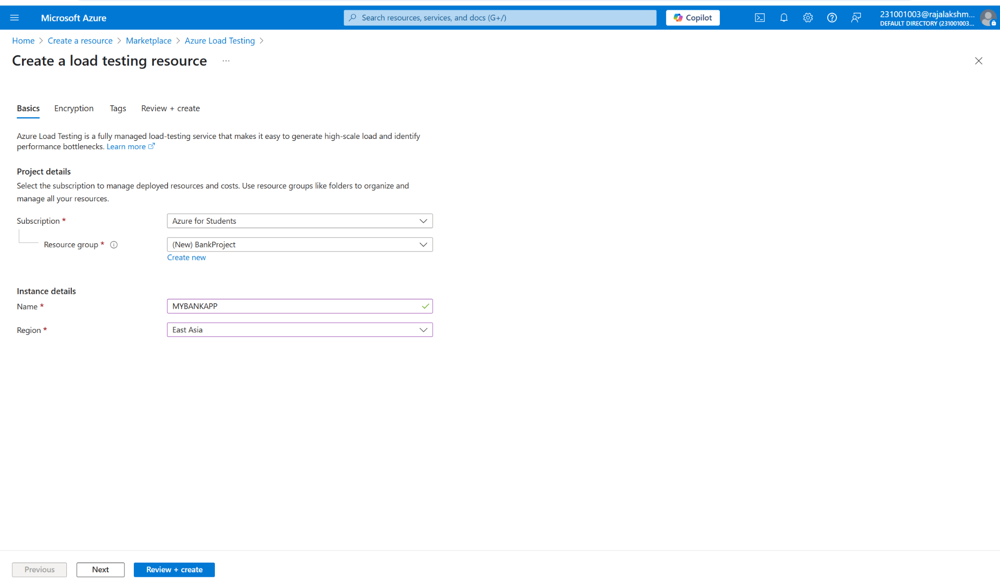 Microsoft Azure
Search resources, services, and docs (G+/)
Copilot
231001003@rajalakshm...
DEFAULT DIRECTORY (231001003...
Home > Create a resource > Marketplace > Azure Load Testing >
Create a load testing resource ...
Basics Encryption Tags Review + create
Azure Load Testing is a fully managed load-testing service that makes it easy to generate high-scale load and identify
performance bottlenecks. Learn more
Project details
Select the subscription to manage deployed resources and costs. Use resource groups like folders to organize and
manage all your resources.
Subscription * Azure for Students
Resource group * (New) BankProject
Create new
Instance details
Name * MYBANKAPP
Region * East Asia
Previous Next Review + create